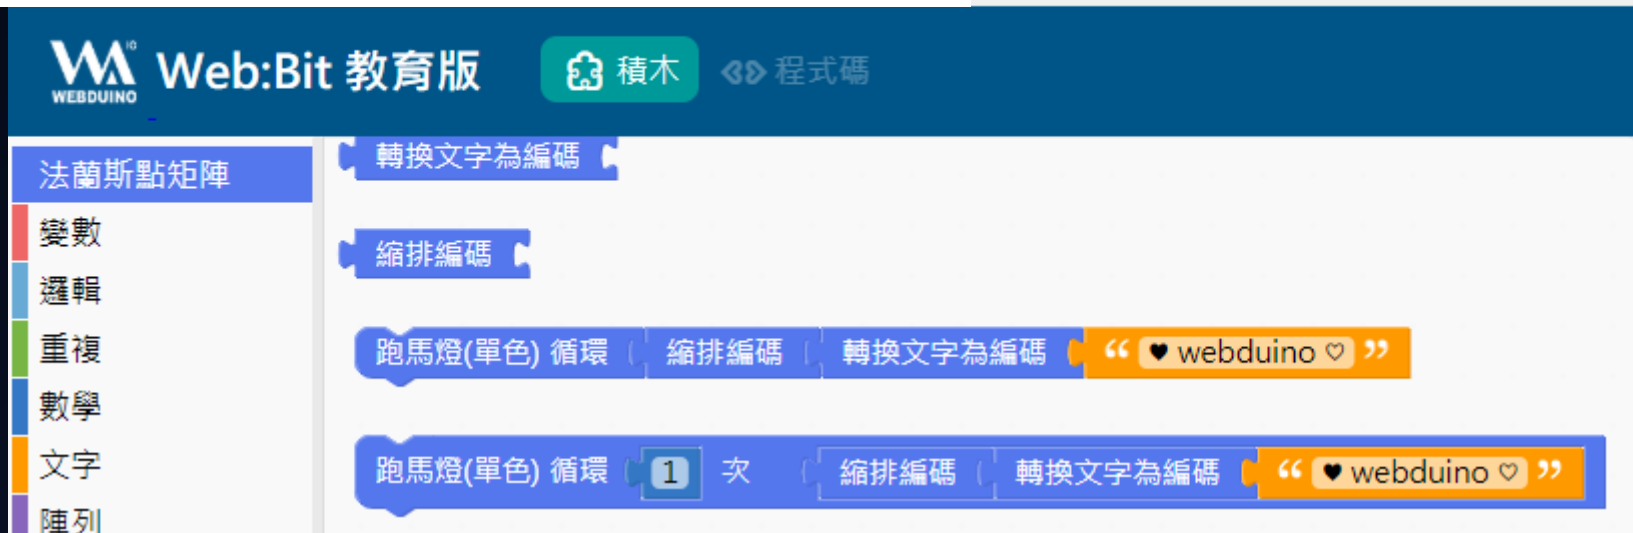 WEBDUINO IO Web:Bit 教育版 積木 程式碼
法蘭斯點矩陣
變數
邏輯
重複
數學
文字
陣列
轉換文字為編碼
縮排編碼
跑馬燈(單色) 循環 縮排編碼 轉換文字為編碼 “ ♥ webduino ♡ ”
跑馬燈(單色) 循環 1 次 縮排編碼 轉換文字為編碼 “ ♥ webduino ♡ ”